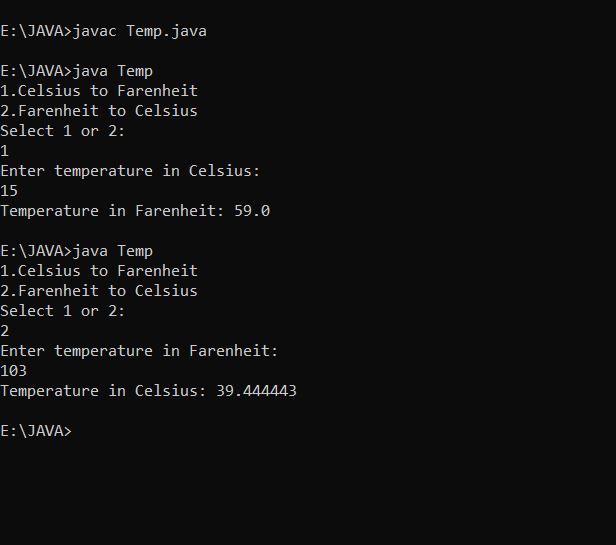 E:\JAVA>javac Temp.java
E:\JAVA>java Temp
1.Celsius to Farenheit
2.Farenheit to Celsius
Select 1 or 2:
1
Enter temperature in Celsius:
15
Temperature in Farenheit: 59.0
E:\JAVA>java Temp
1.Celsius to Farenheit
2.Farenheit to Celsius
Select 1 or 2:
2
Enter temperature in Farenheit:
103
Temperature in Celsius: 39.444443
E:\JAVA>